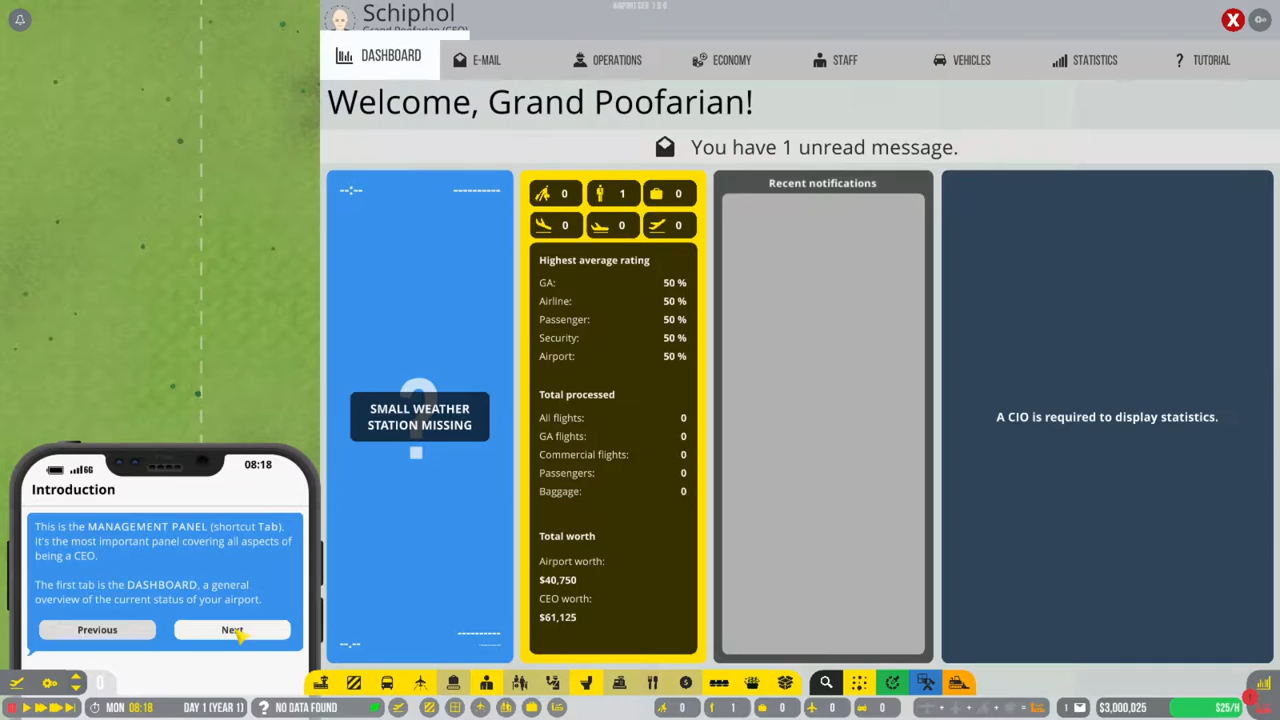 Schiphol
Grand Poofarian (CEO)
DASHBOARD
E-MAIL
OPERATIONS
ECONOMY
STAFF
VEHICLES
STATISTICS
? TUTORIAL
Welcome, Grand Poofarian!
You have 1 unread message.
--:--
----------
SMALL WEATHER
STATION MISSING
?
--.--
----------
0 1 0
0 0 0
Highest average rating
GA: 50 %
Airline: 50 %
Passenger: 50 %
Security: 50 %
Airport: 50 %
Total processed
All flights: 0
GA flights: 0
Commercial flights: 0
Passengers: 0
Baggage: 0
Total worth
Airport worth:
$40,750
CEO worth:
$61,125
Recent notifications
A CIO is required to display statistics.
6G
08:18
Introduction
This is the MANAGEMENT PANEL (shortcut Tab).
It's the most important panel covering all aspects of
being a CEO.
The first tab is the DASHBOARD, a general
overview of the current status of your airport.
Previous
Next
0
MON 08:18
DAY 1 (YEAR 1)
? NO DATA FOUND
0
1
0
0
0
1
$3,000,025
$25/H
1